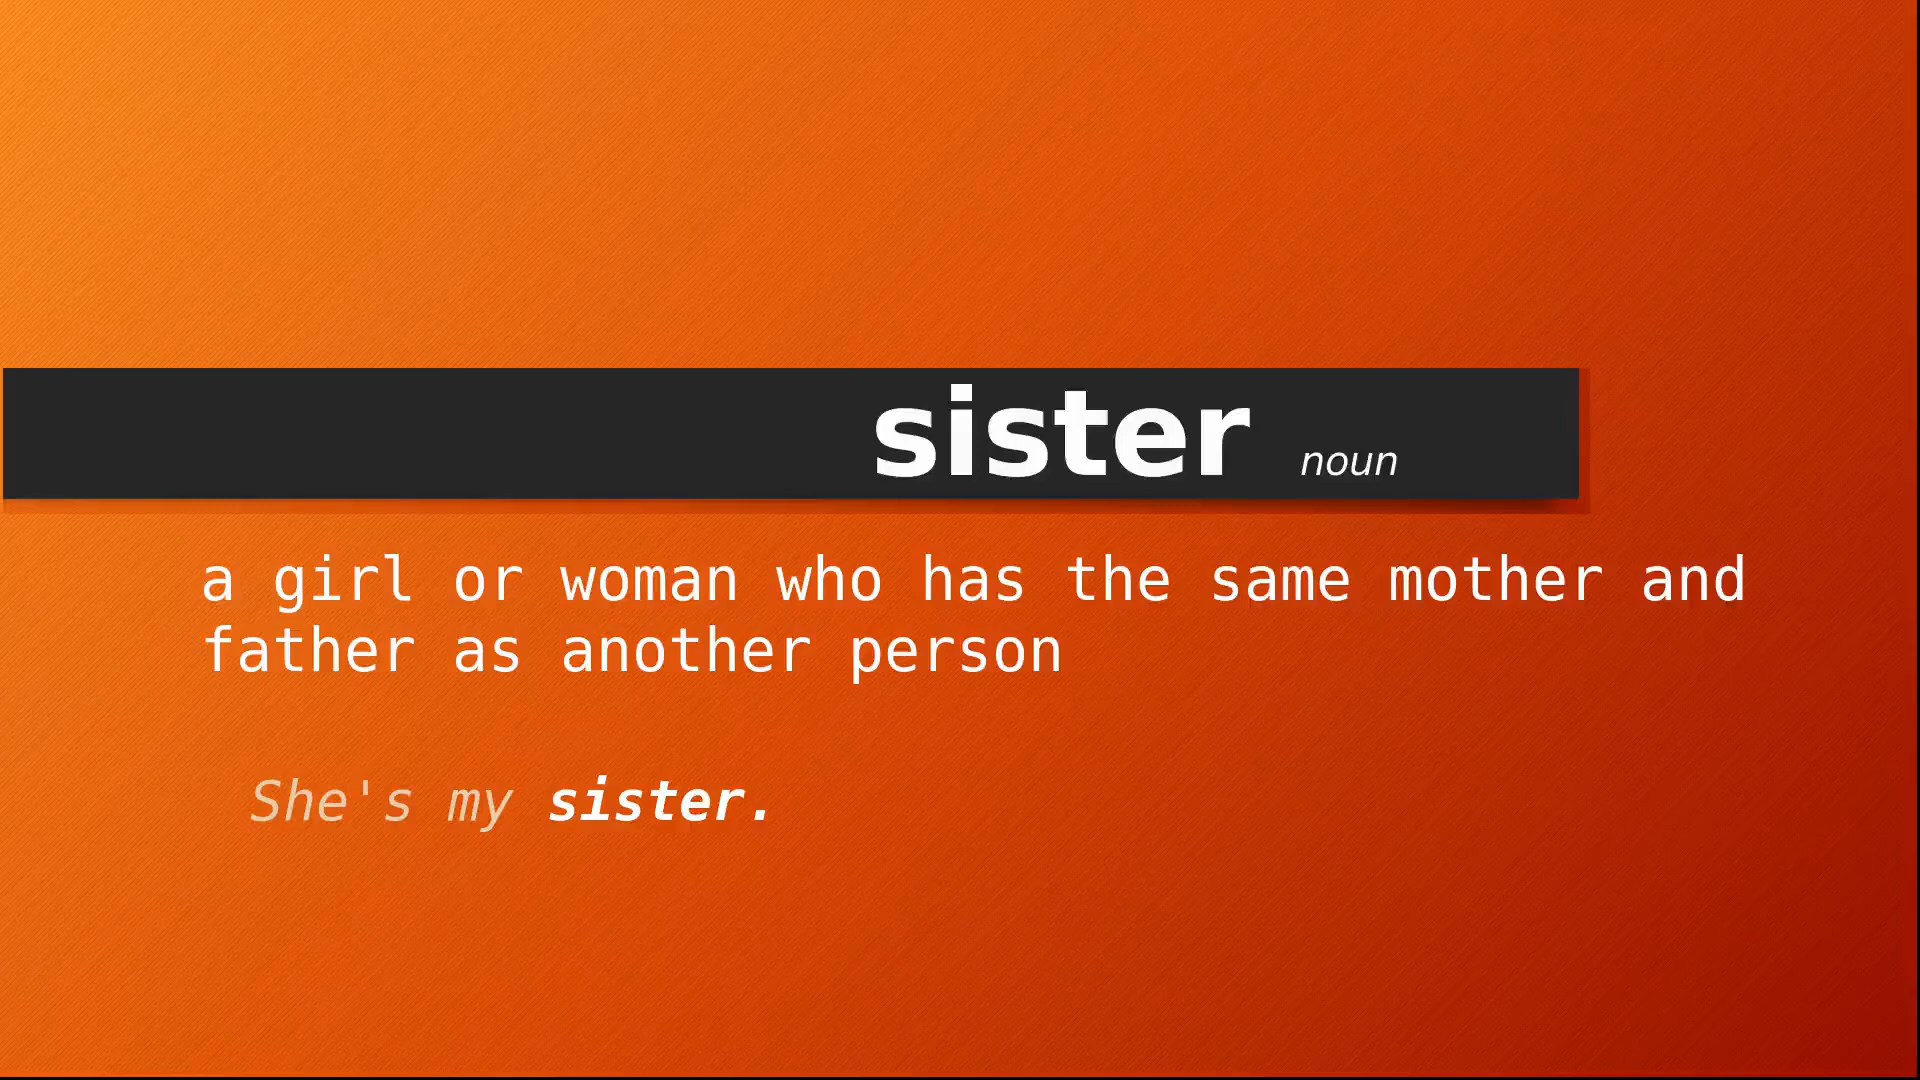 sister noun
a girl or woman who has the same mother and
father as another person
She's my sister.